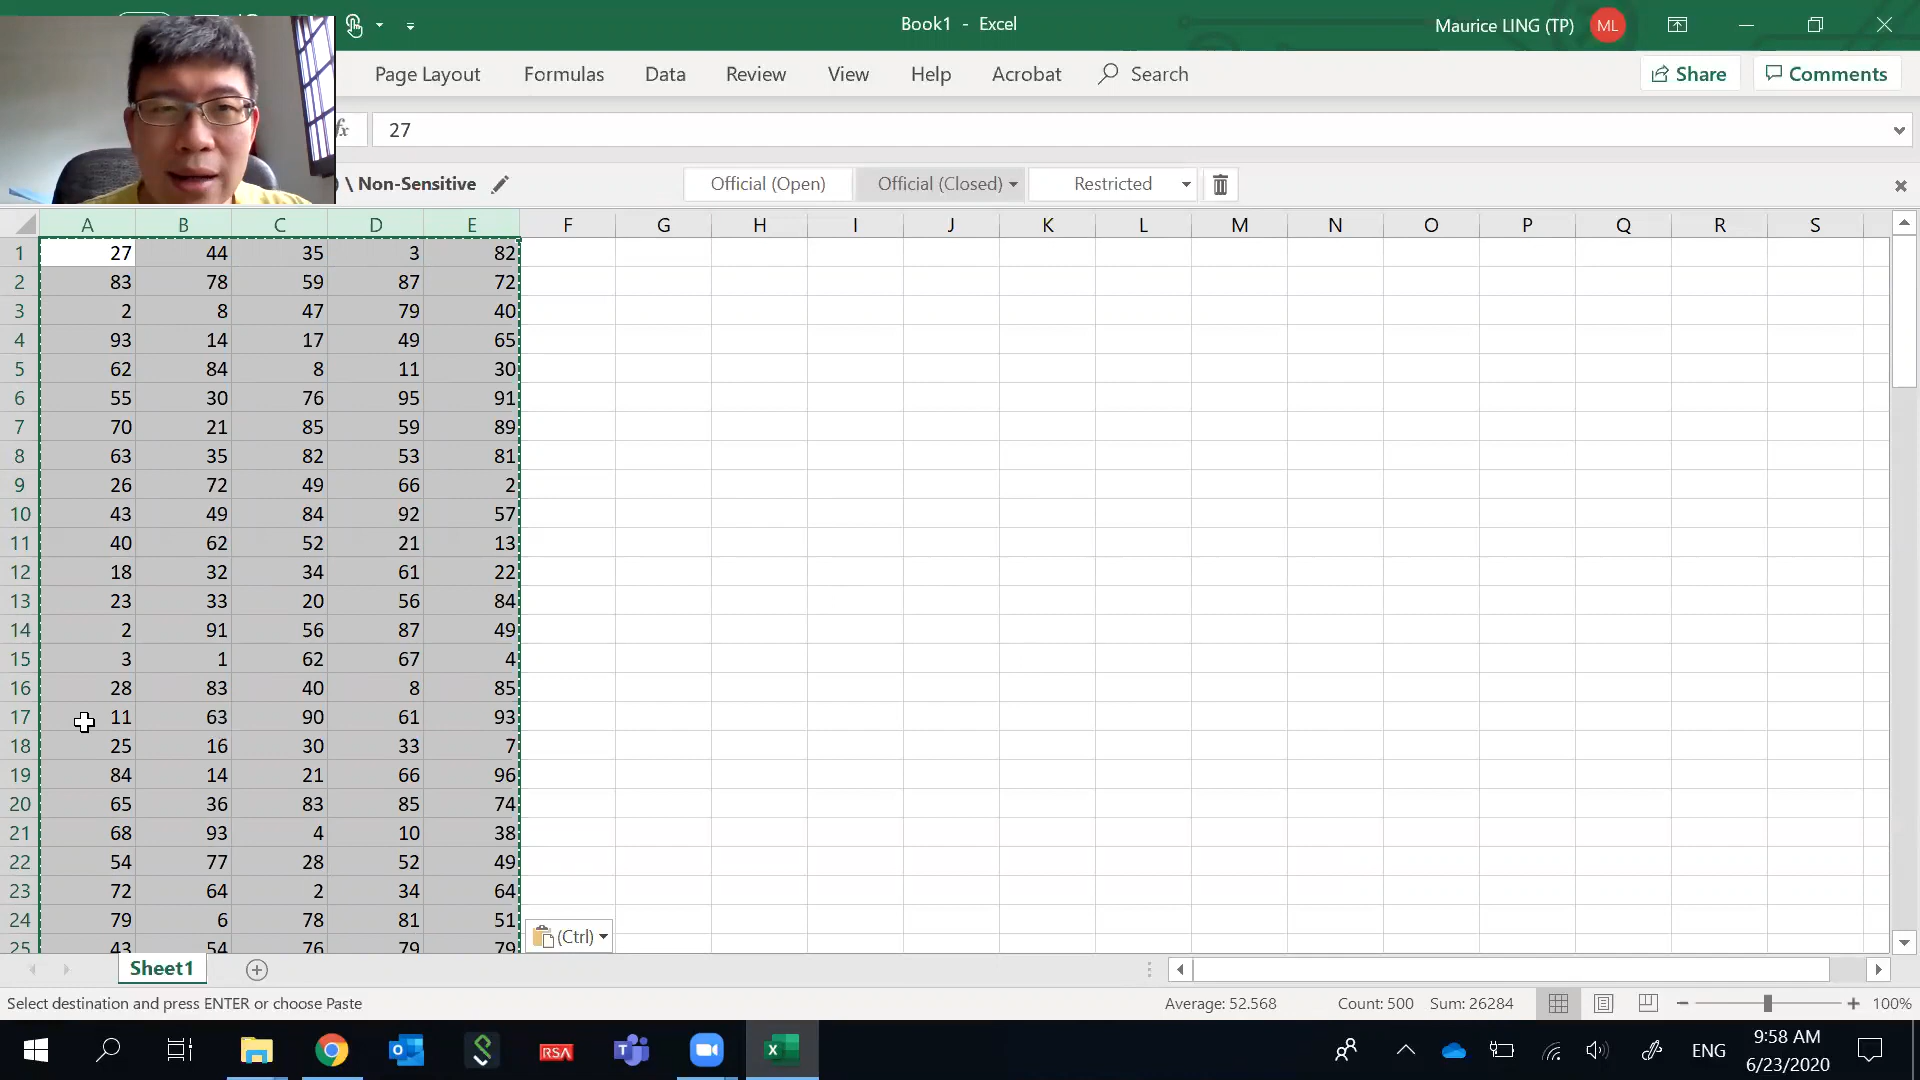 Book1 - Excel
Maurice LING (TP) ML
Page Layout Formulas Data Review View Help Acrobat Search Share Comments
fx 27
\ Non-Sensitive Official (Open) Official (Closed) Restricted
A B C D E F G H I J K L M N O P Q R S
1 27 44 35 3 82
2 83 78 59 87 72
3 2 8 47 79 40
4 93 14 17 49 65
5 62 84 8 11 30
6 55 30 76 95 91
7 70 21 85 59 89
8 63 35 82 53 81
9 26 72 49 66 2
10 43 49 84 92 57
11 40 62 52 21 13
12 18 32 34 61 22
13 23 33 20 56 84
14 2 91 56 87 49
15 3 1 62 67 4
16 28 83 40 8 85
17 11 63 90 61 93
18 25 16 30 33 7
19 84 14 21 66 96
20 65 36 83 85 74
21 68 93 4 10 38
22 54 77 28 52 49
23 72 64 2 34 64
24 79 6 78 81 51
25 43 54 76 79 79
(Ctrl)
Sheet1
Select destination and press ENTER or choose Paste Average: 52.568 Count: 500 Sum: 26284 100%
RSA ENG 9:58 AM
6/23/2020